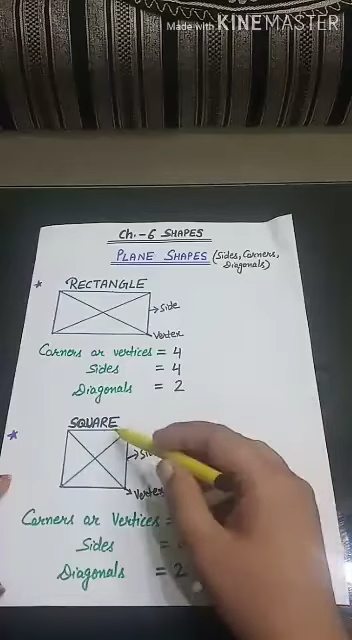 Made with KINEMASTER
Ch.-6 SHAPES
PLANE SHAPES (Sides, Corners,
Diagonals)
RECTANGLE
Side
Vertex
Corners or vertices = 4
Sides = 4
Diagonals = 2
SQUARE
Vertex
Corners or Vertices =
Sides =
Diagonals = 2